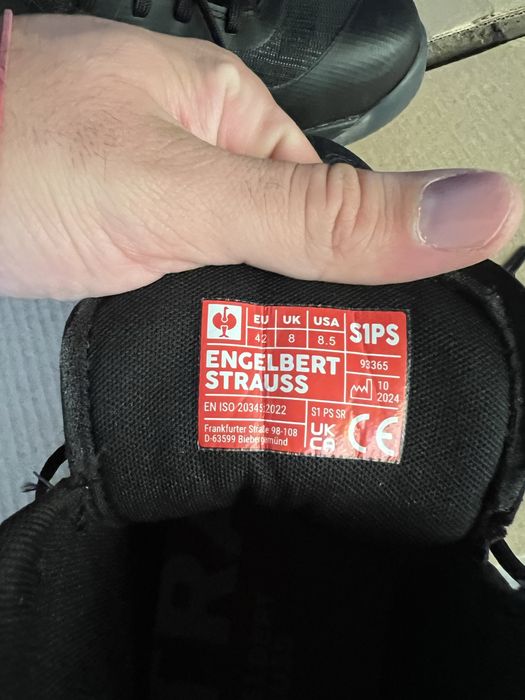 EU UK USA S1PS
42 8 8.5
93365
ENGELBERT
STRAUSS
10
2024
EN ISO 20345:2022
S1 PS SR
Frankfurter Straße 98-108
D-63599 Biebergemünd
UK
CA
CE